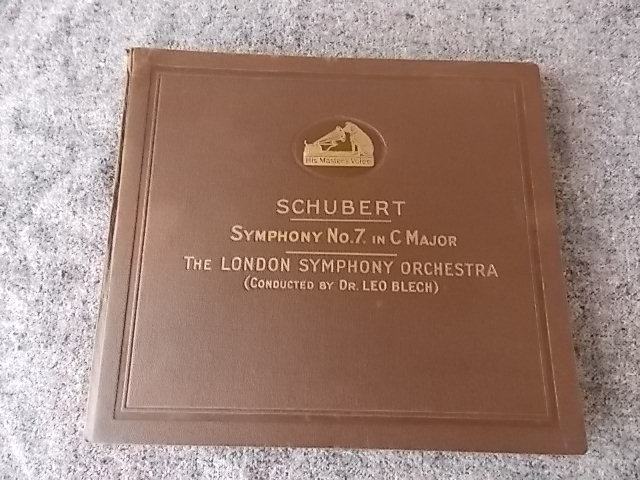 His Master's Voice
SCHUBERT
SYMPHONY NO.7. IN C MAJOR
THE LONDON SYMPHONY ORCHESTRA
(CONDUCTED BY DR. LEO BLECH)